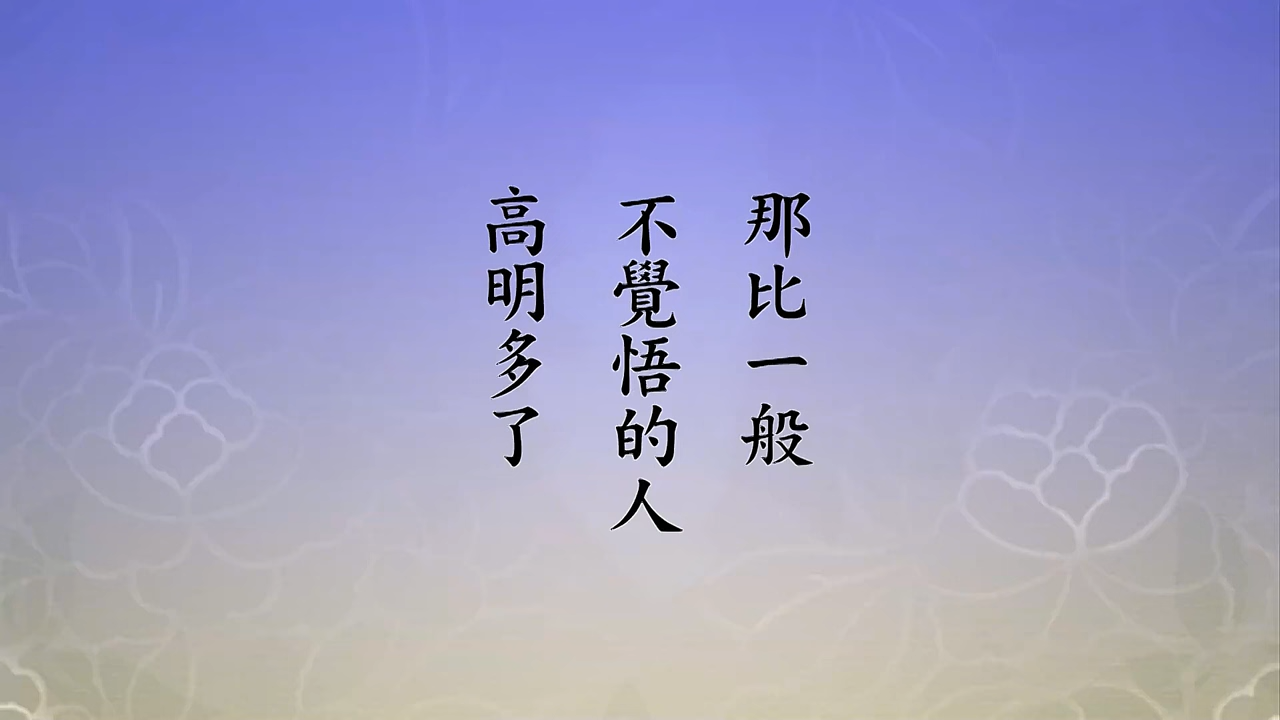 那比一般
不覺悟的人
高明多了